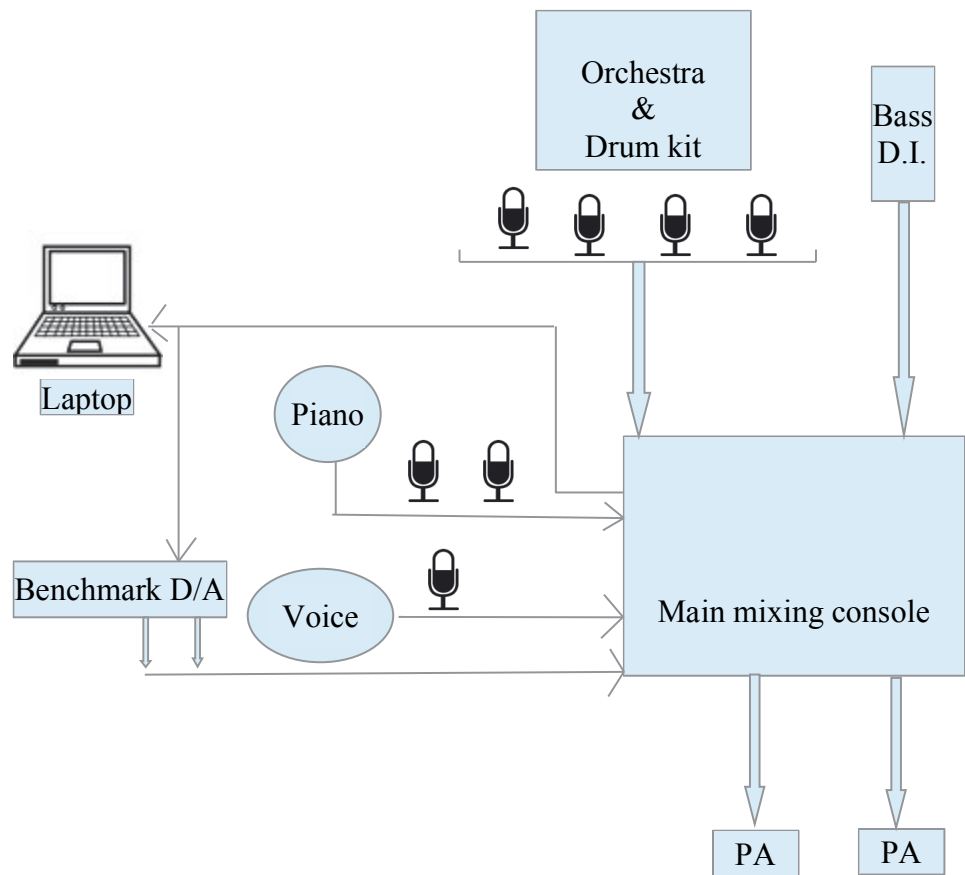 Orchestra
&
Drum kit
Bass
D.I.
Laptop
Piano
Benchmark D/A
Voice
Main mixing console
PA
PA